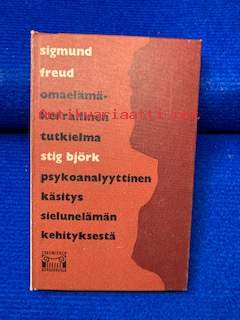 sigmund
freud
omaelämä-
kerrallinen
tutkielma
stig björk
psykoanalyyttinen
käsitys
sielunelämän
kehityksestä